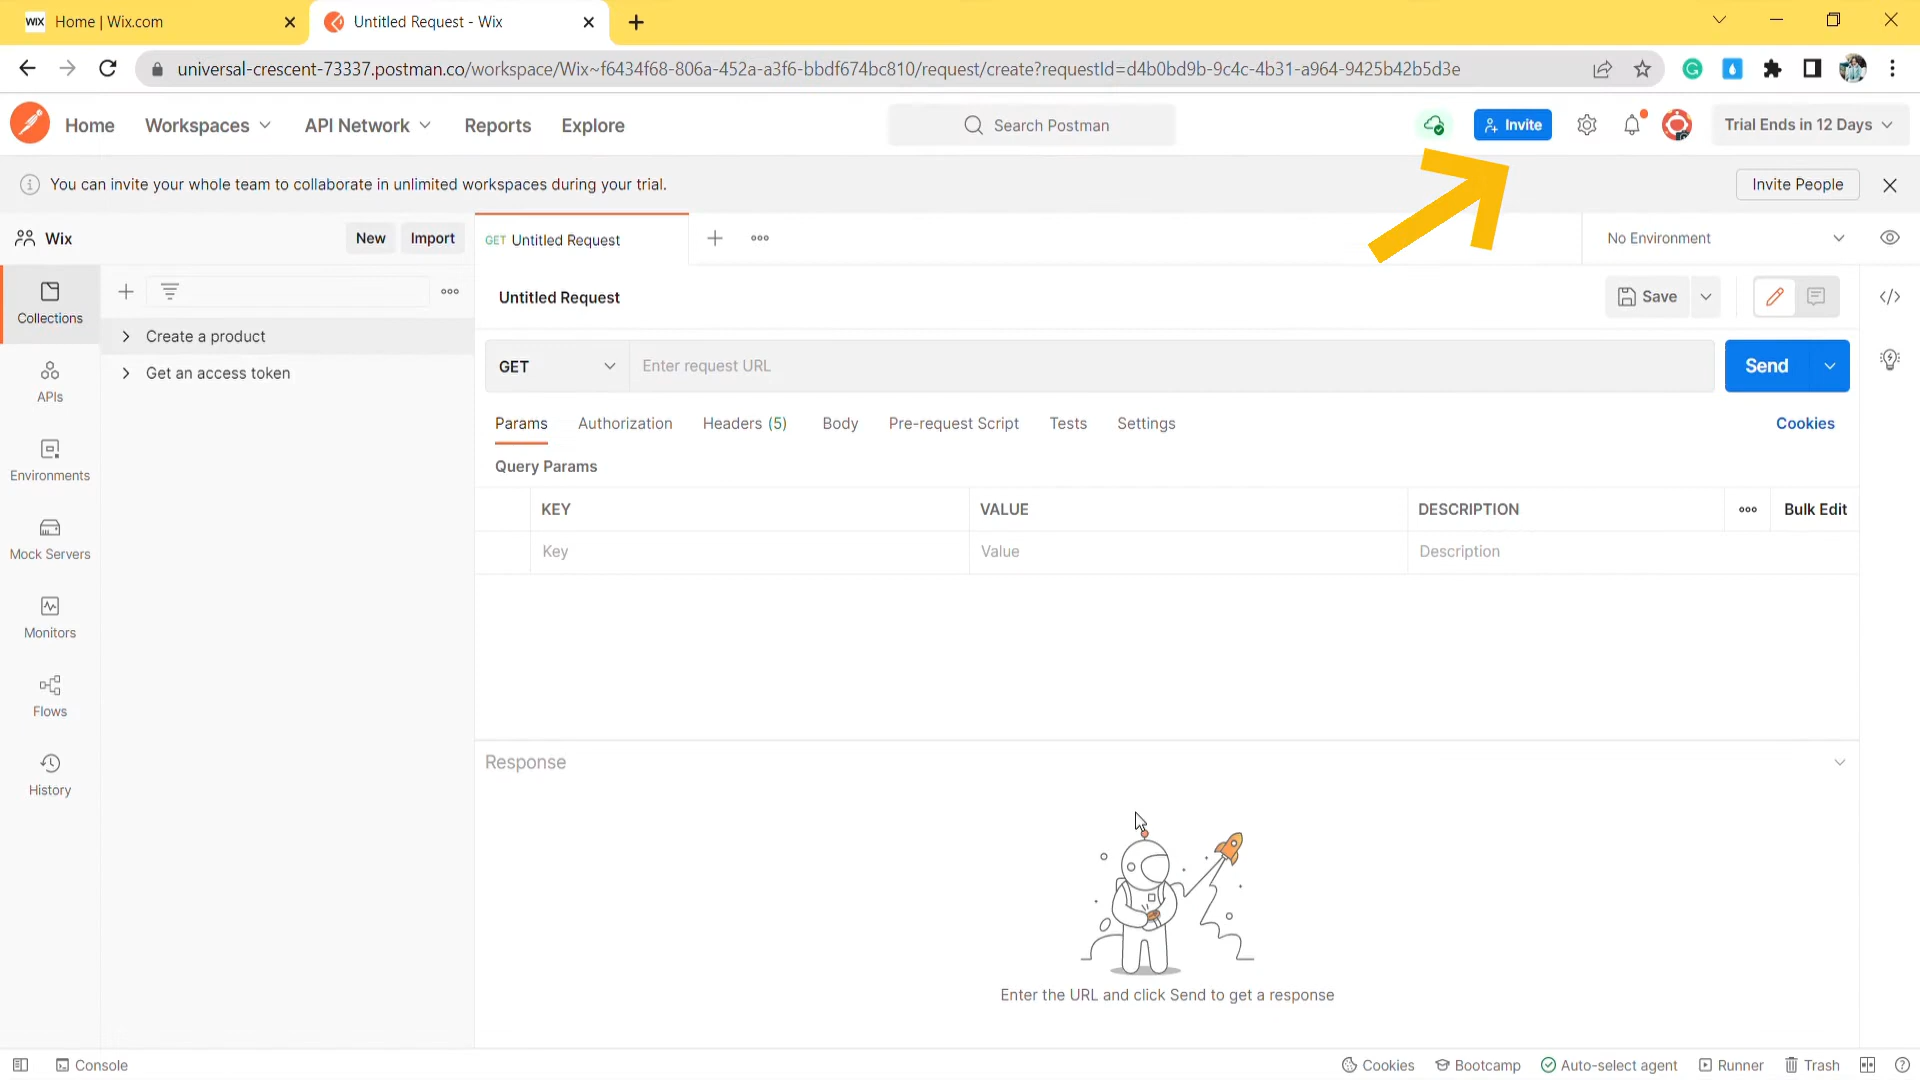 WIX Home | Wix.com
Untitled Request - Wix
universal-crescent-73337.postman.co/workspace/Wix~f6434f68-806a-452a-a3f6-bbdf674bc810/request/create?requestId=d4b0bd9b-9c4c-4b31-a964-9425b42b5d3e
Home Workspaces API Network Reports Explore Search Postman Invite Trial Ends in 12 Days
You can invite your whole team to collaborate in unlimited workspaces during your trial. Invite People
Wix New Import GET Untitled Request No Environment
Collections
Untitled Request Save
Create a product
Get an access token
GET Enter request URL Send
APIs
Params Authorization Headers (5) Body Pre-request Script Tests Settings Cookies
Environments
Query Params
KEY VALUE DESCRIPTION Bulk Edit
Key Value Description
Mock Servers
Monitors
Flows
History
Response
Enter the URL and click Send to get a response
Console Cookies Bootcamp Auto-select agent Runner Trash